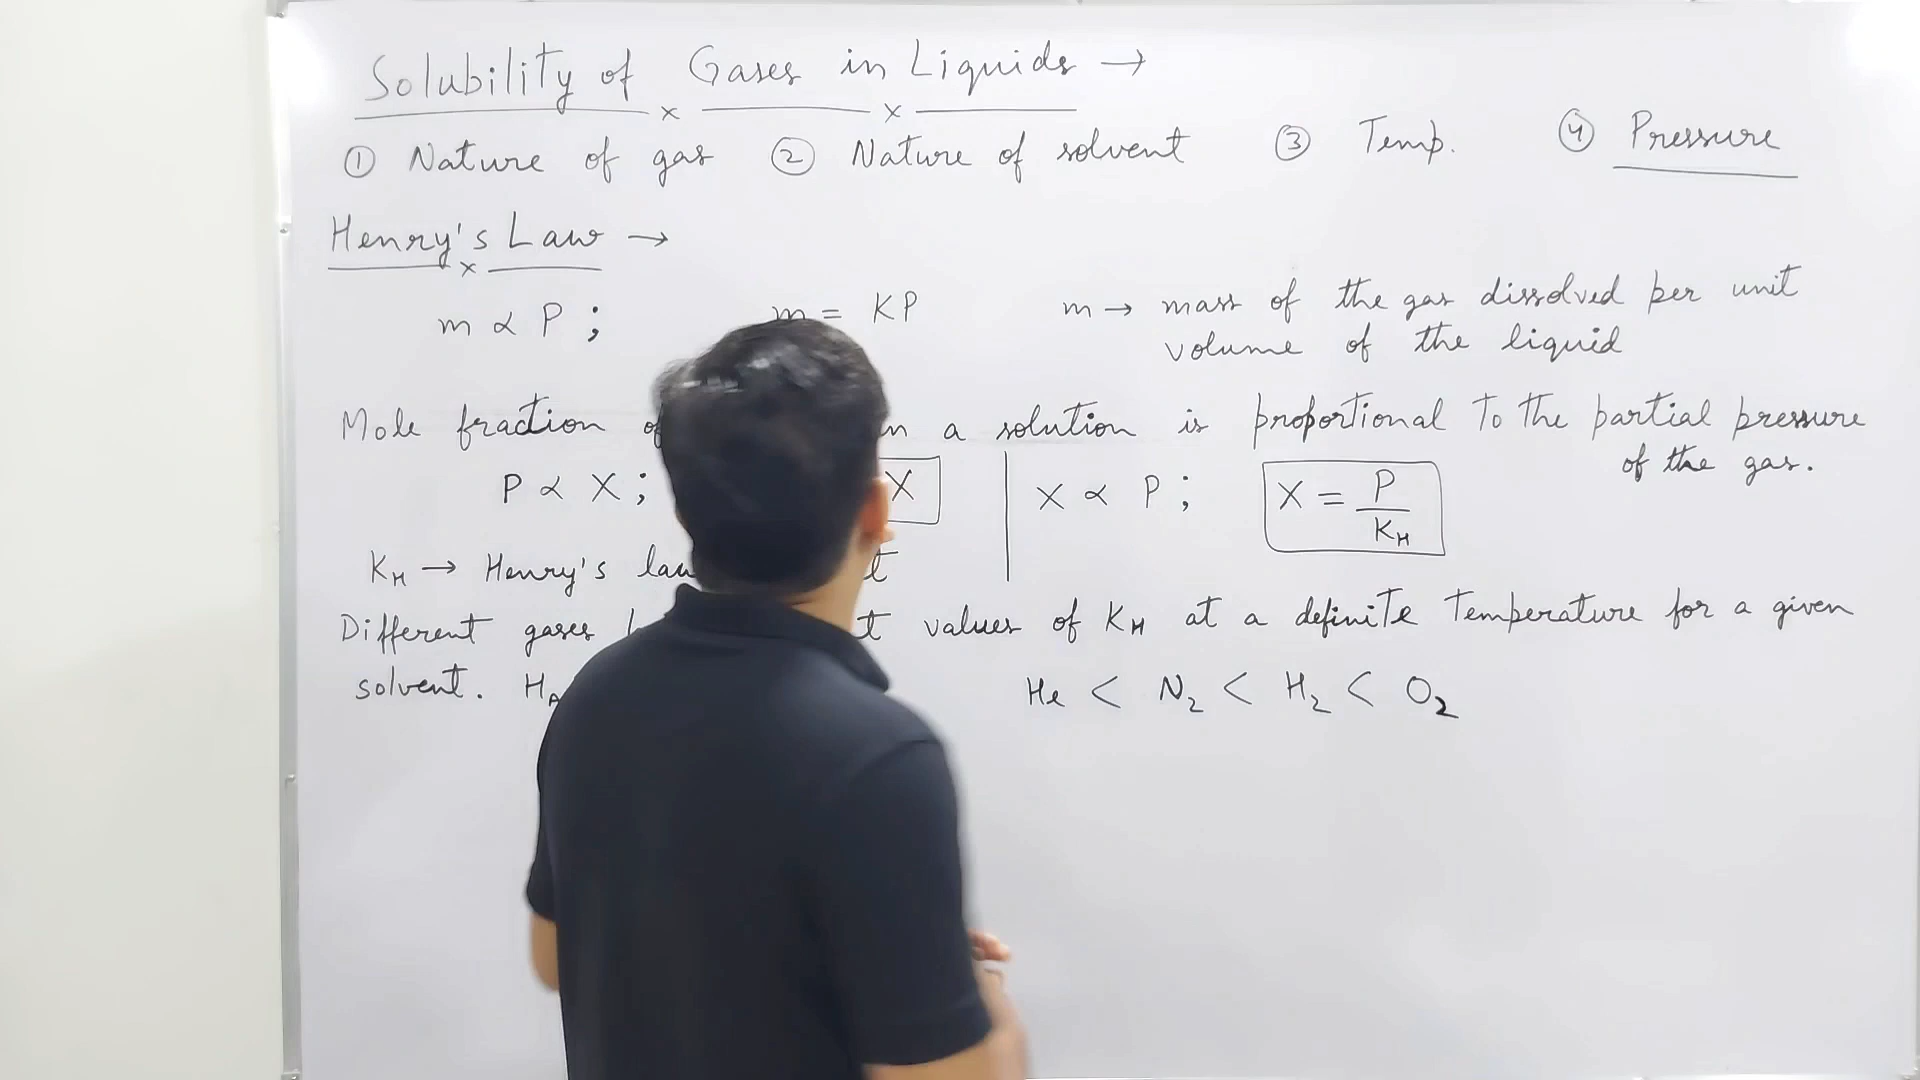 Solubility of Gases in Liquids →
① Nature of gas ② Nature of solvent ③ Temp. ④ Pressure
Henry's Law →
m ∝ P ; m = KP m → mass of the gas dissolved per unit
volume of the liquid
Mole fraction a solution is proportional to the partial pressure
of the gas.
P ∝ X ; X X ∝ P ; X = P/K_H
K_H → Henry's
Different gases values of K_H at a definite temperature for a given
solvent. He < N₂ < H₂ < O₂